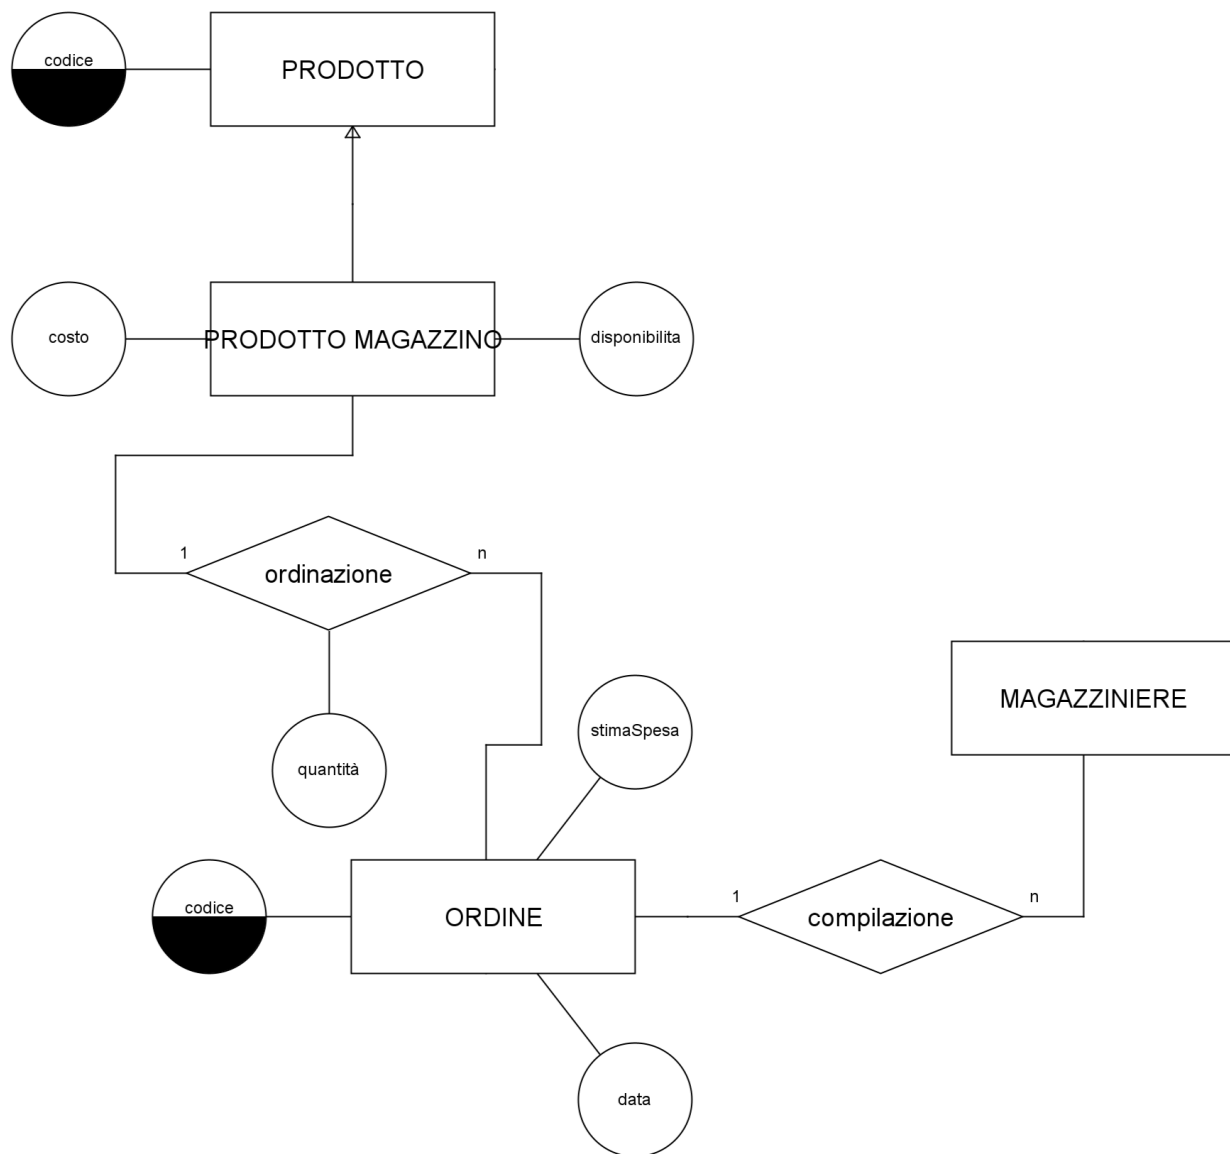 codice
PRODOTTO
costo
PRODOTTO MAGAZZINO
disponibilita
1
n
ordinazione
quantità
stimaSpesa
MAGAZZINIERE
codice
ORDINE
1
n
compilazione
data